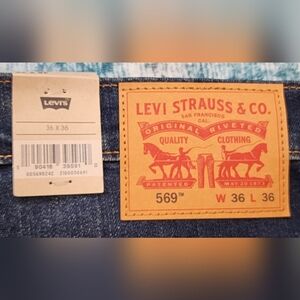 Levi's
36 X 36
LEVI STRAUSS & CO.
SAN FRANCISCO
CAL.
ORIGINAL RIVETED
QUALITY CLOTHING
PATENTED MAY 20 1873
569™ W 36 L 36